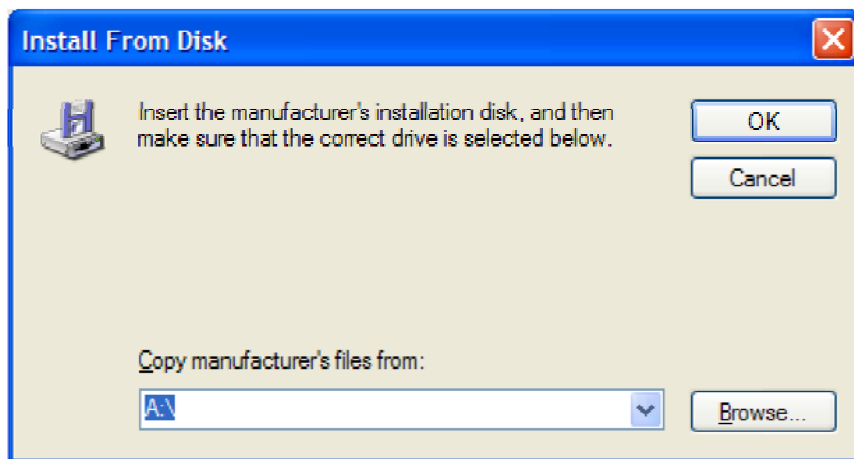 Install From Disk
Insert the manufacturer's installation disk, and then
make sure that the correct drive is selected below.
OK
Cancel
Copy manufacturer's files from:
A:\
Browse...